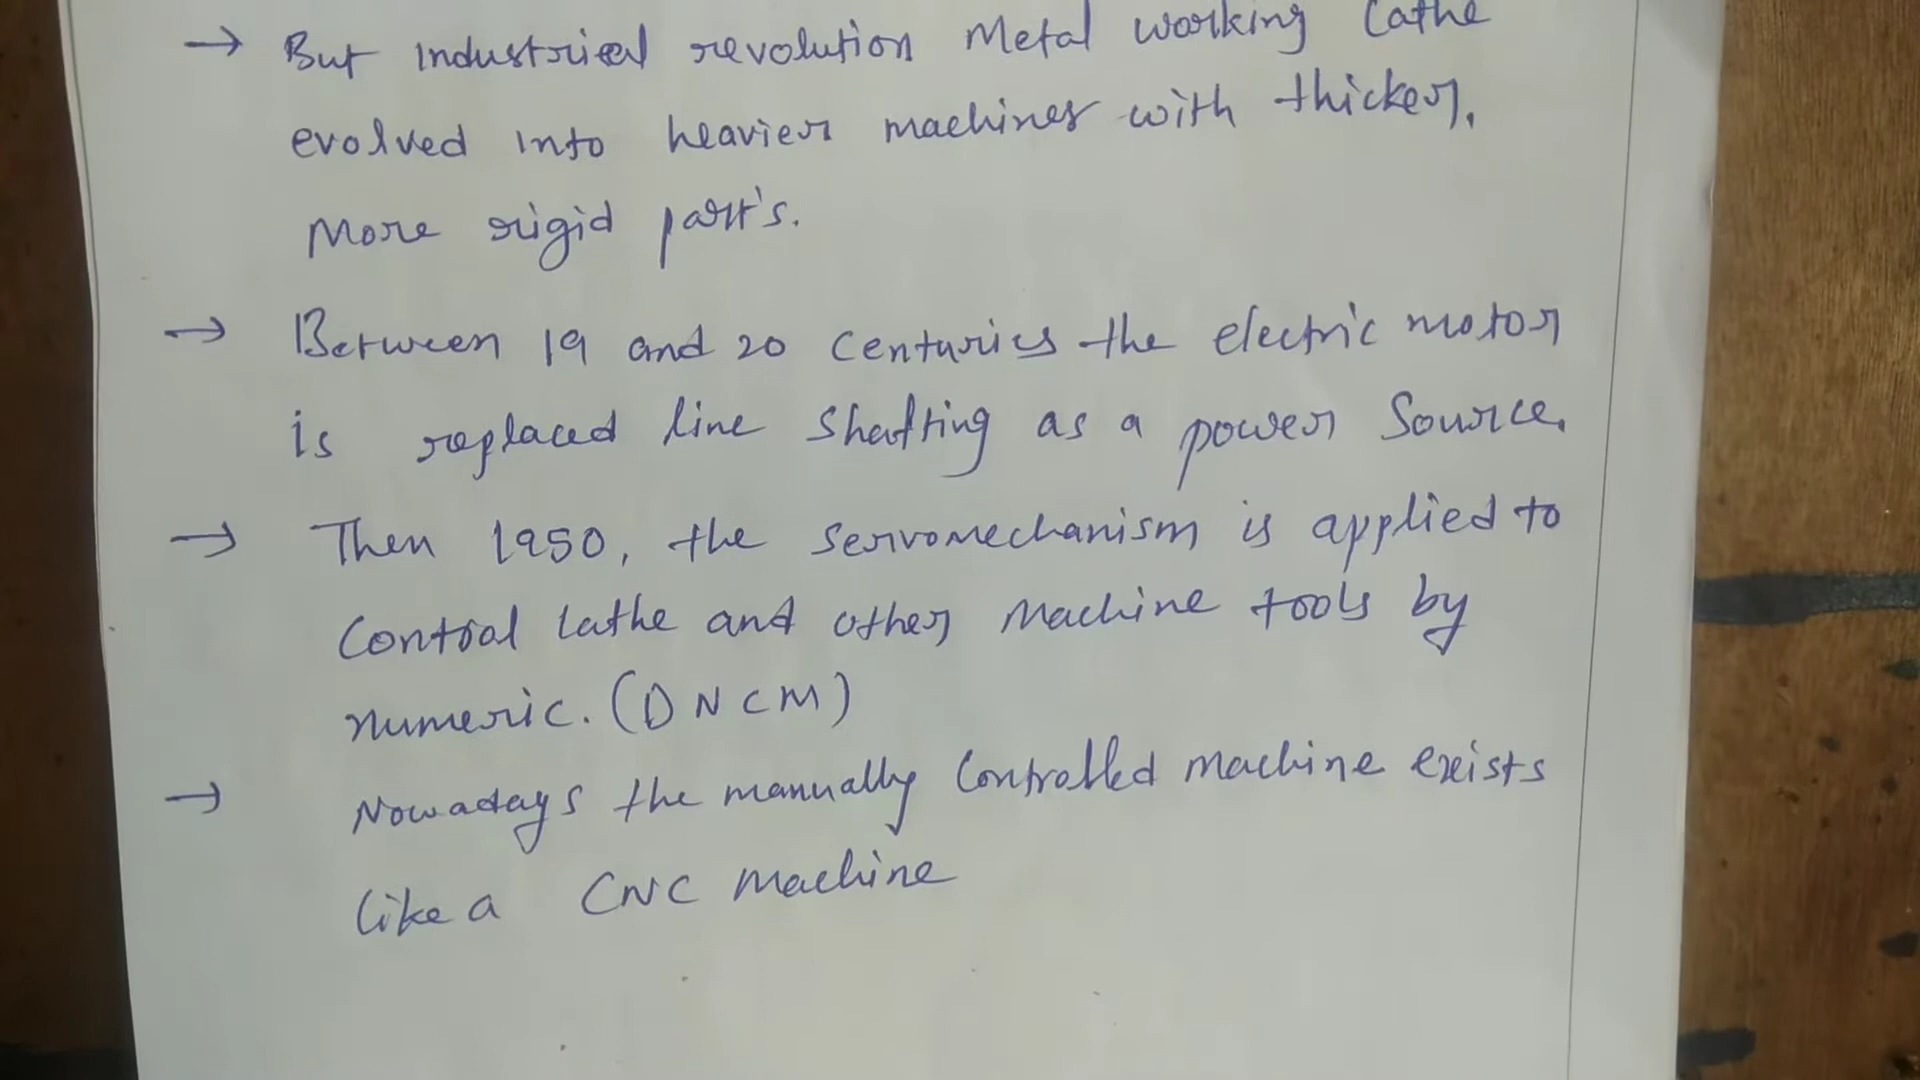 → But Industrial revolution Metal working Lathe
evolved into heavier machines with thicker,
More rigid part's.
→ Between 19 and 20 Centuries the electric motor
is replaced line Shafting as a power Source.
→ Then 1950, the servomechanism is applied to
Control lathe and other Machine tools by
numeric. (DNCM)
→ Nowadays the manually Controlled machine exists
like a CNC machine